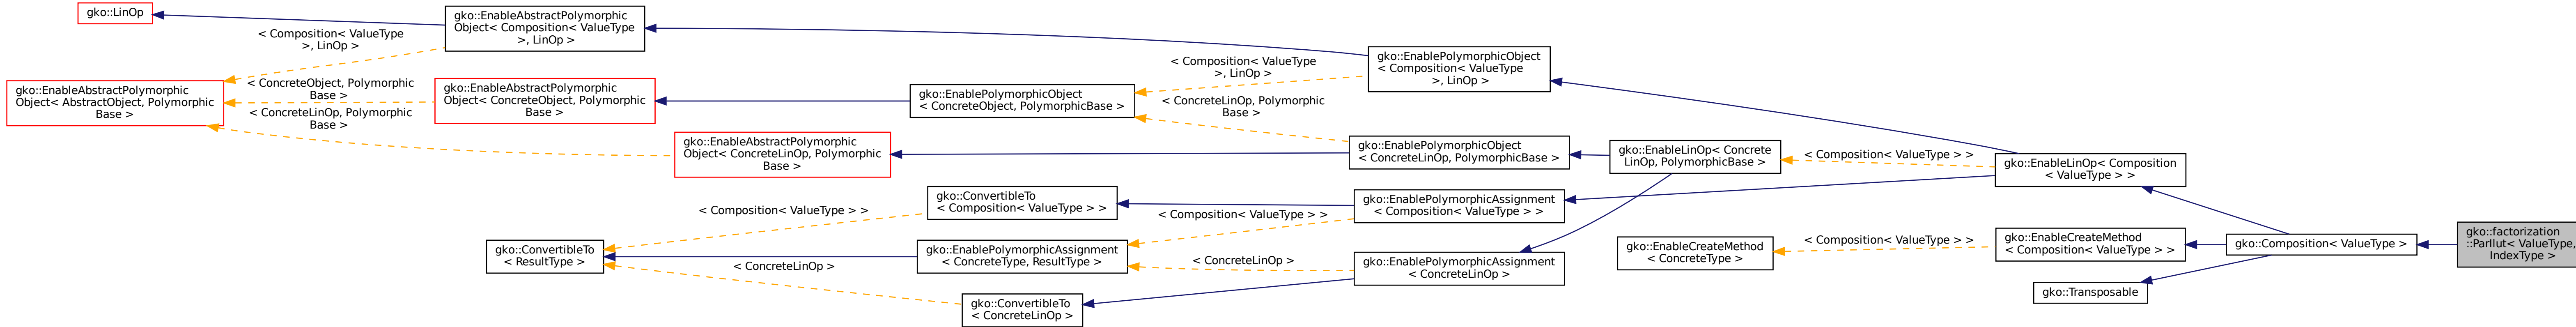 gko::LinOp
gko::EnableAbstractPolymorphic
Object< Composition< ValueType
>, LinOp >
< Composition< ValueType
>, LinOp >
gko::EnableAbstractPolymorphic
Object< AbstractObject, Polymorphic
Base >
< ConcreteObject, Polymorphic
Base >
< ConcreteLinOp, Polymorphic
Base >
gko::EnableAbstractPolymorphic
Object< ConcreteObject, Polymorphic
Base >
gko::EnableAbstractPolymorphic
Object< ConcreteLinOp, Polymorphic
Base >
gko::EnablePolymorphicObject
< ConcreteObject, PolymorphicBase >
< Composition< ValueType
>, LinOp >
< ConcreteLinOp, Polymorphic
Base >
gko::EnablePolymorphicObject
< Composition< ValueType
>, LinOp >
gko::EnablePolymorphicObject
< ConcreteLinOp, PolymorphicBase >
gko::EnableLinOp< Concrete
LinOp, PolymorphicBase >
< Composition< ValueType > >
gko::EnableLinOp< Composition
< ValueType > >
gko::ConvertibleTo
< ResultType >
< Composition< ValueType > >
gko::ConvertibleTo
< Composition< ValueType > >
gko::EnablePolymorphicAssignment
< ConcreteType, ResultType >
< ConcreteLinOp >
gko::ConvertibleTo
< ConcreteLinOp >
< Composition< ValueType > >
< ConcreteLinOp >
gko::EnablePolymorphicAssignment
< Composition< ValueType > >
gko::EnablePolymorphicAssignment
< ConcreteLinOp >
gko::EnableCreateMethod
< ConcreteType >
< Composition< ValueType > >
gko::EnableCreateMethod
< Composition< ValueType > >
gko::Transposable
gko::Composition< ValueType >
gko::factorization
::ParIlut< ValueType,
IndexType >